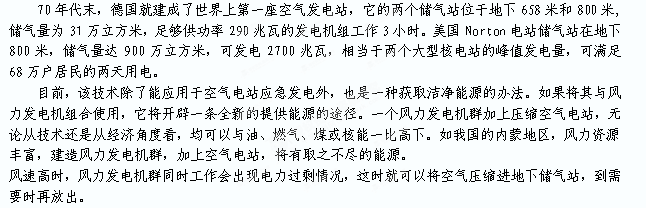 70 年代末，德国就建成了世界上第一座空气发电站，它的两个储气站位于地下 658 米和 800 米,
储气量为 31 万立方米，足够供功率 290 兆瓦的发电机组工作 3 小时。美国 Norton 电站储气站在地下
800 米，储气量达 900 万立方米，可发电 2700 兆瓦，相当于两个大型核电站的峰值发电量，可满足
68 万户居民的两天用电。
目前，该技术除了能应用于空气电站应急发电外，也是一种获取洁净能源的办法。如果将其与风
力发电机组合使用，它将开辟一条全新的提供能源的途径。一个风力发电机群加上压缩空气电站，无
论从技术还是从经济角度看，均可以与油、燃气、煤或核能一比高下。如我国的内蒙地区，风力资源
丰富，建造风力发电机群，加上空气电站，将有取之不尽的能源。
风速高时，风力发电机群同时工作会出现电力过剩情况，这时就可以将空气压缩进地下储气站，到需
要时再放出。